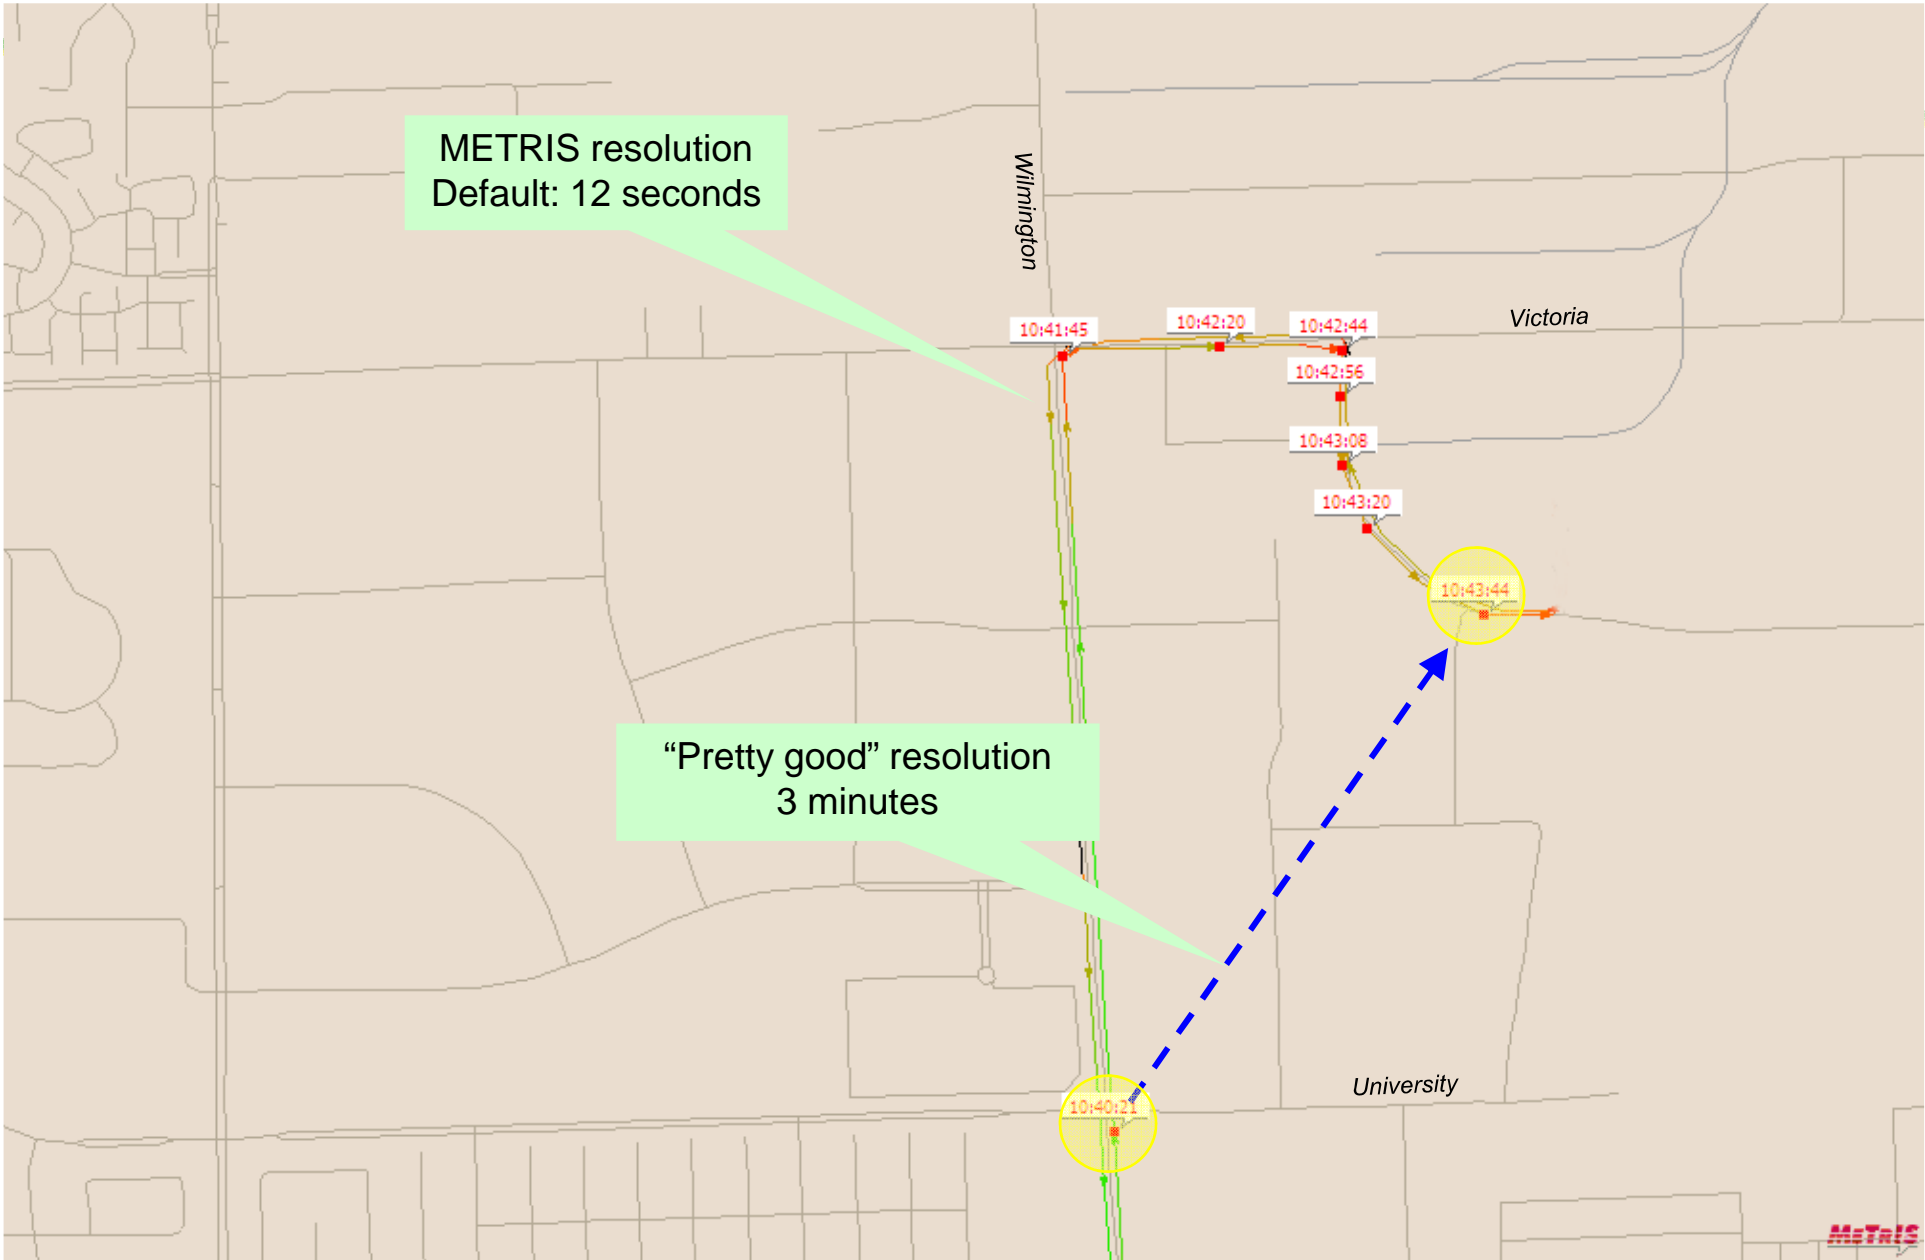 METRIS resolution
Default: 12 seconds
Wilmington
Victoria
10:41:45
10:42:20
10:42:44
10:42:56
10:43:08
10:43:20
10:43:44
“Pretty good” resolution
3 minutes
University
10:40:21
METRIS